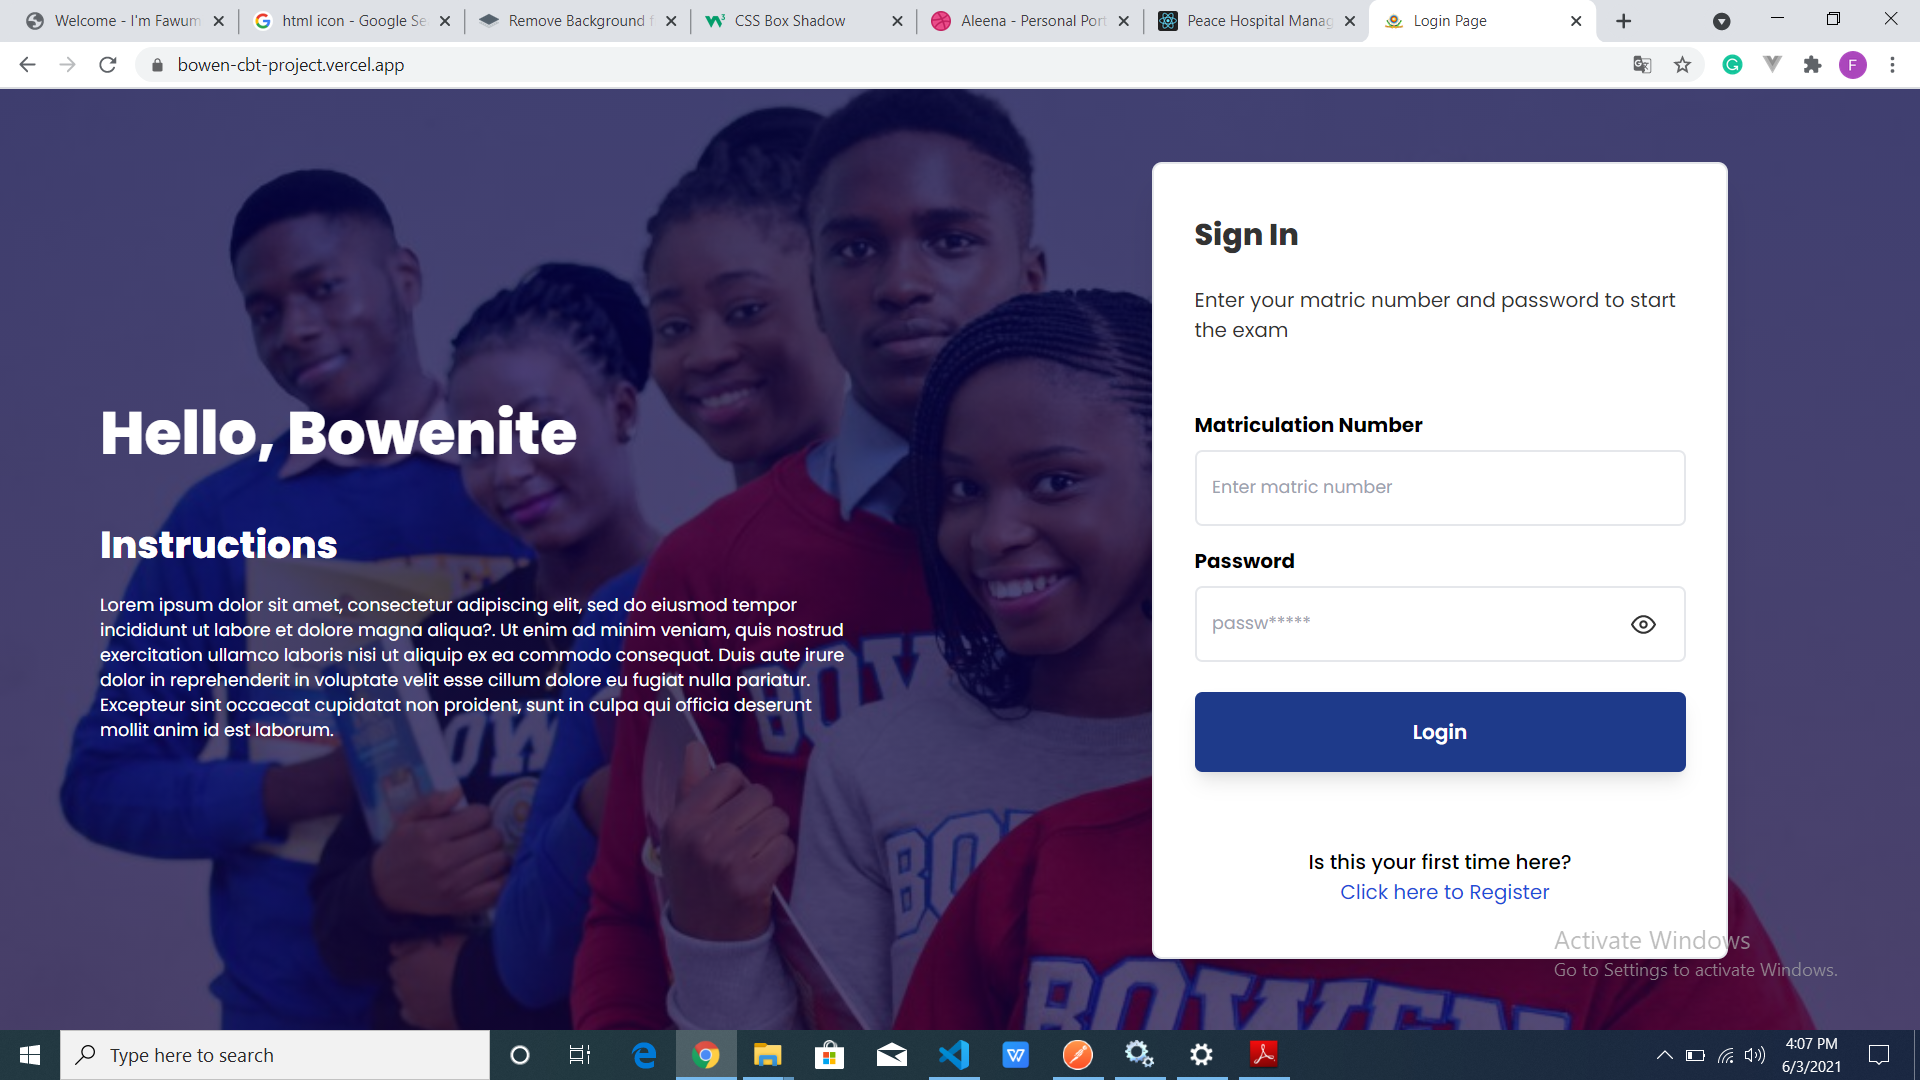 Welcome - I'm Fawum
html icon - Google Se
Remove Background f
CSS Box Shadow
Aleena - Personal Port
Peace Hospital Manag
Login Page
bowen-cbt-project.vercel.app
F
Hello, Bowenite
Instructions
Lorem ipsum dolor sit amet, consectetur adipiscing elit, sed do eiusmod tempor
incididunt ut labore et dolore magna aliqua?. Ut enim ad minim veniam, quis nostrud
exercitation ullamco laboris nisi ut aliquip ex ea commodo consequat. Duis aute irure
dolor in reprehenderit in voluptate velit esse cillum dolore eu fugiat nulla pariatur.
Excepteur sint occaecat cupidatat non proident, sunt in culpa qui officia deserunt
mollit anim id est laborum.
Sign In
Enter your matric number and password to start
the exam
Matriculation Number
Enter matric number
Password
passw*****
Login
Is this your first time here?
Click here to Register
BOWEN
Activate Windows
Go to Settings to activate Windows.
Type here to search
4:07 PM
6/3/2021